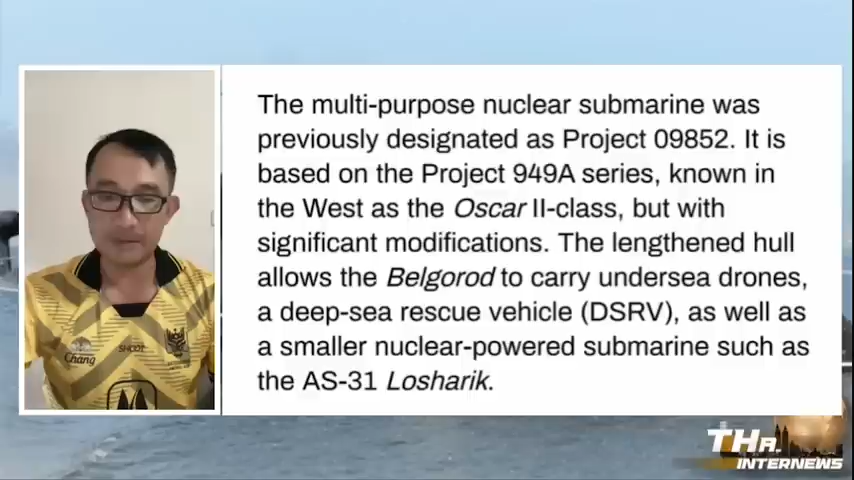 The multi-purpose nuclear submarine was
previously designated as Project 09852. It is
based on the Project 949A series, known in
the West as the Oscar II-class, but with
significant modifications. The lengthened hull
allows the Belgorod to carry undersea drones,
a deep-sea rescue vehicle (DSRV), as well as
a smaller nuclear-powered submarine such as
the AS-31 Losharik.
Chang
SHOOT
THR.
INTERNEWS